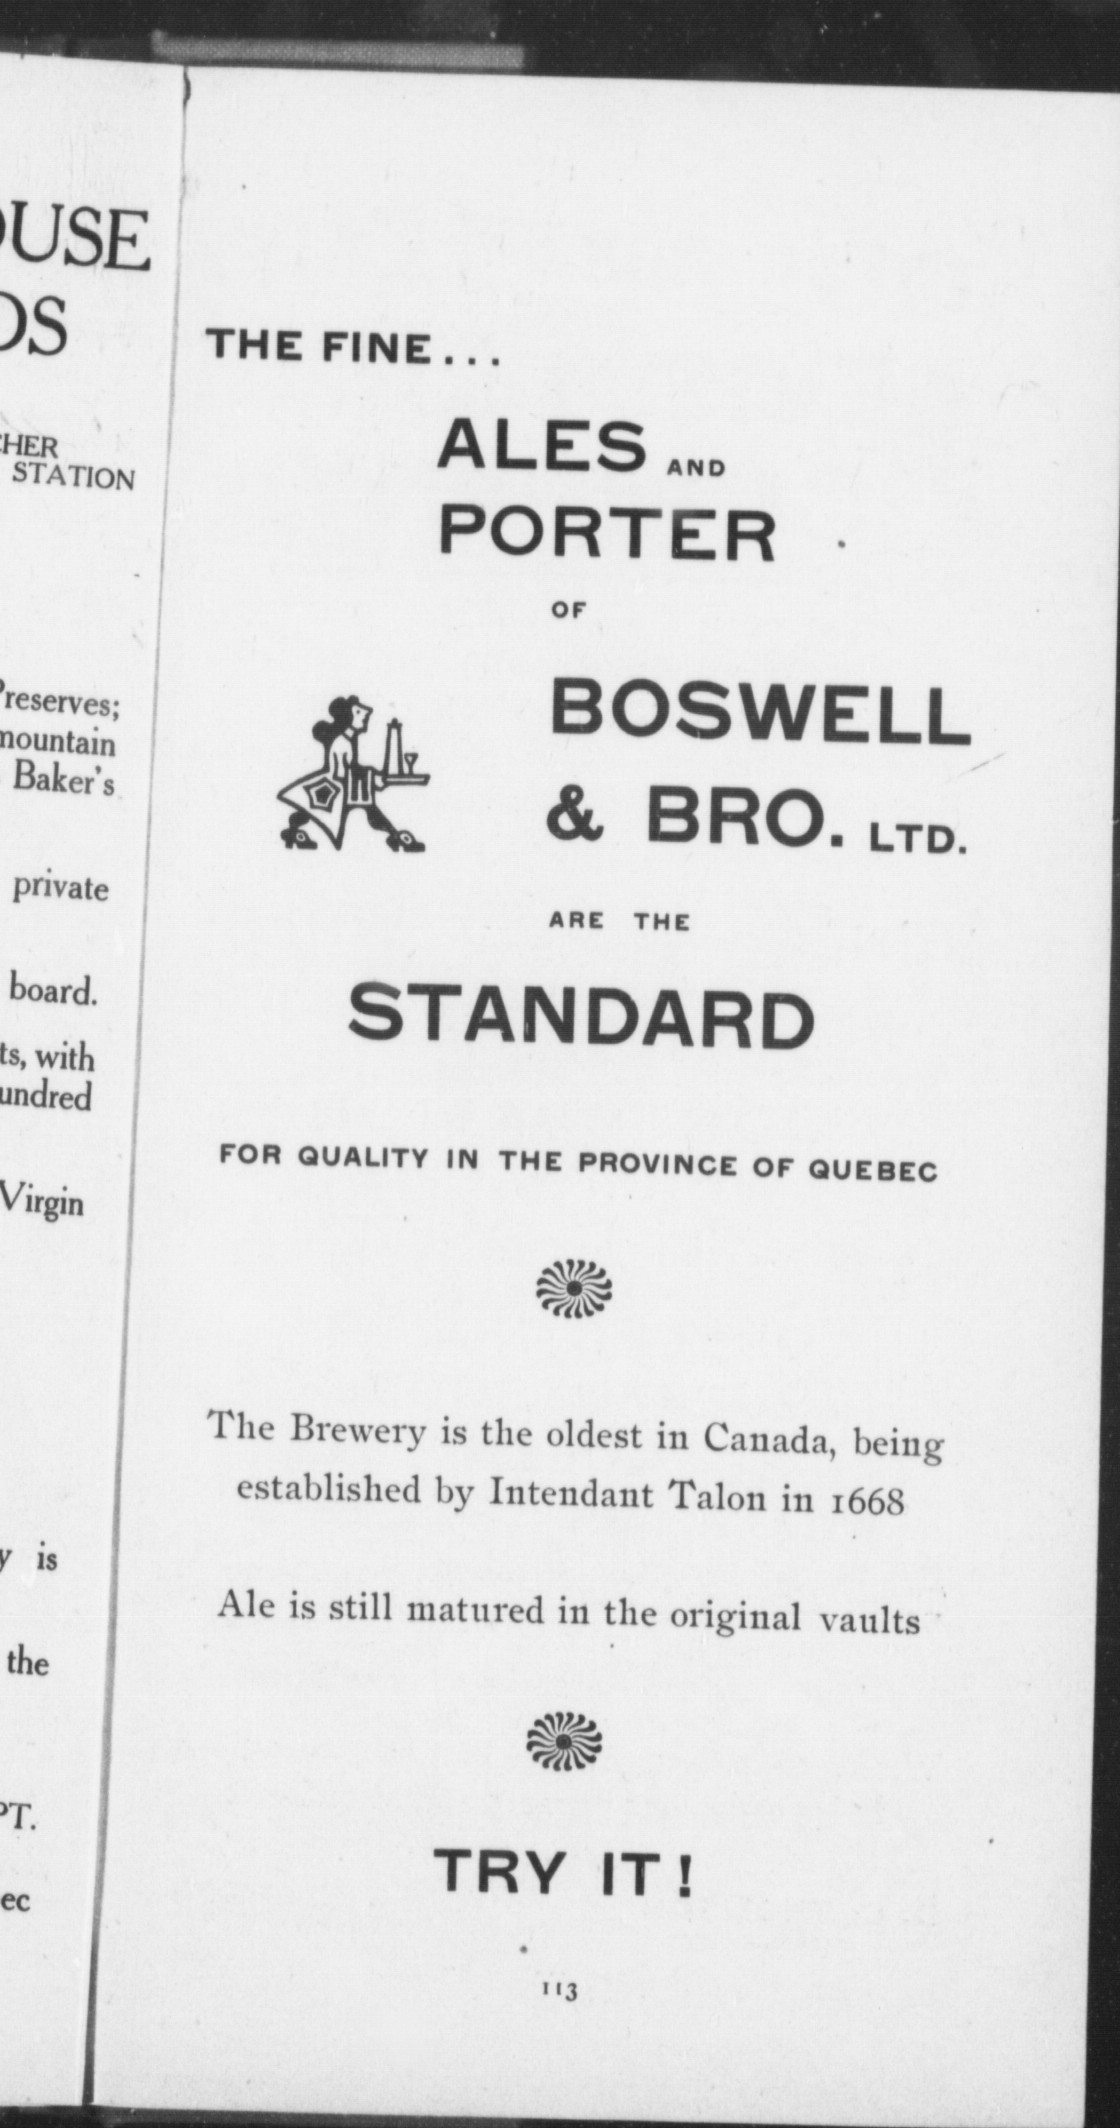 OUSE
OS
CHER
STATION
Preserves;
mountain
Baker's
private
board.
ts, with
undred
Virgin
y is
the
PT.
ec
THE FINE...
ALES AND
PORTER
OF
BOSWELL
& BRO. LTD.
ARE THE
STANDARD
FOR QUALITY IN THE PROVINCE OF QUEBEC
The Brewery is the oldest in Canada, being
established by Intendant Talon in 1668
Ale is still matured in the original vaults
TRY IT!
113